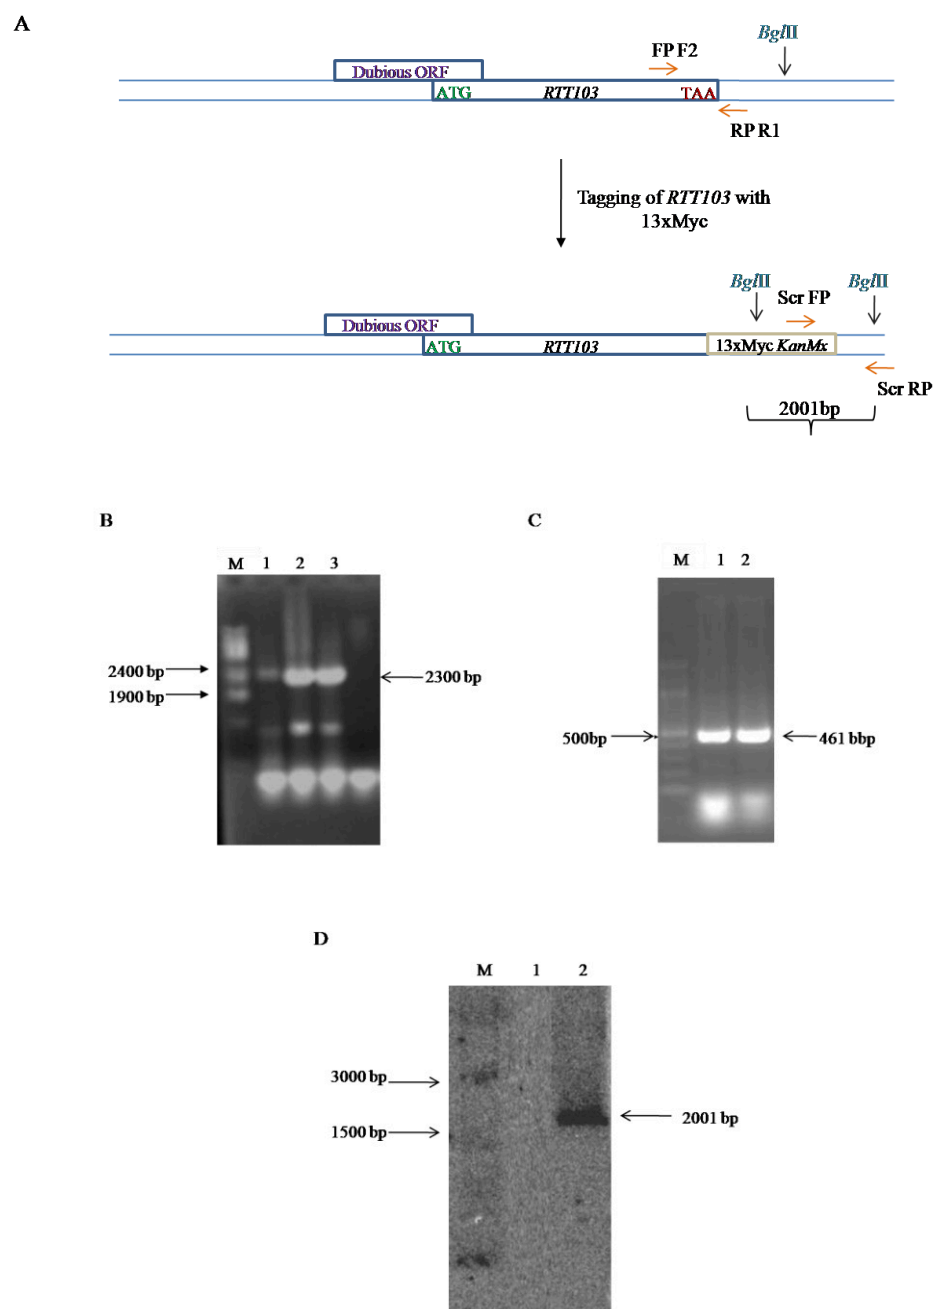 A
BglII
FP F2
Dubious ORF
ATG RTT103 TAA
RP R1
Tagging of RTT103 with
13xMyc
BglII BglII
Scr FP
Dubious ORF
ATG RTT103 13xMyc KanMx
Scr RP
2001bp
B
M 1 2 3
2400 bp
1900 bp
2300 bp
C
M 1 2
500bp
461 bbp
D
M 1 2
3000 bp
1500 bp
2001 bp